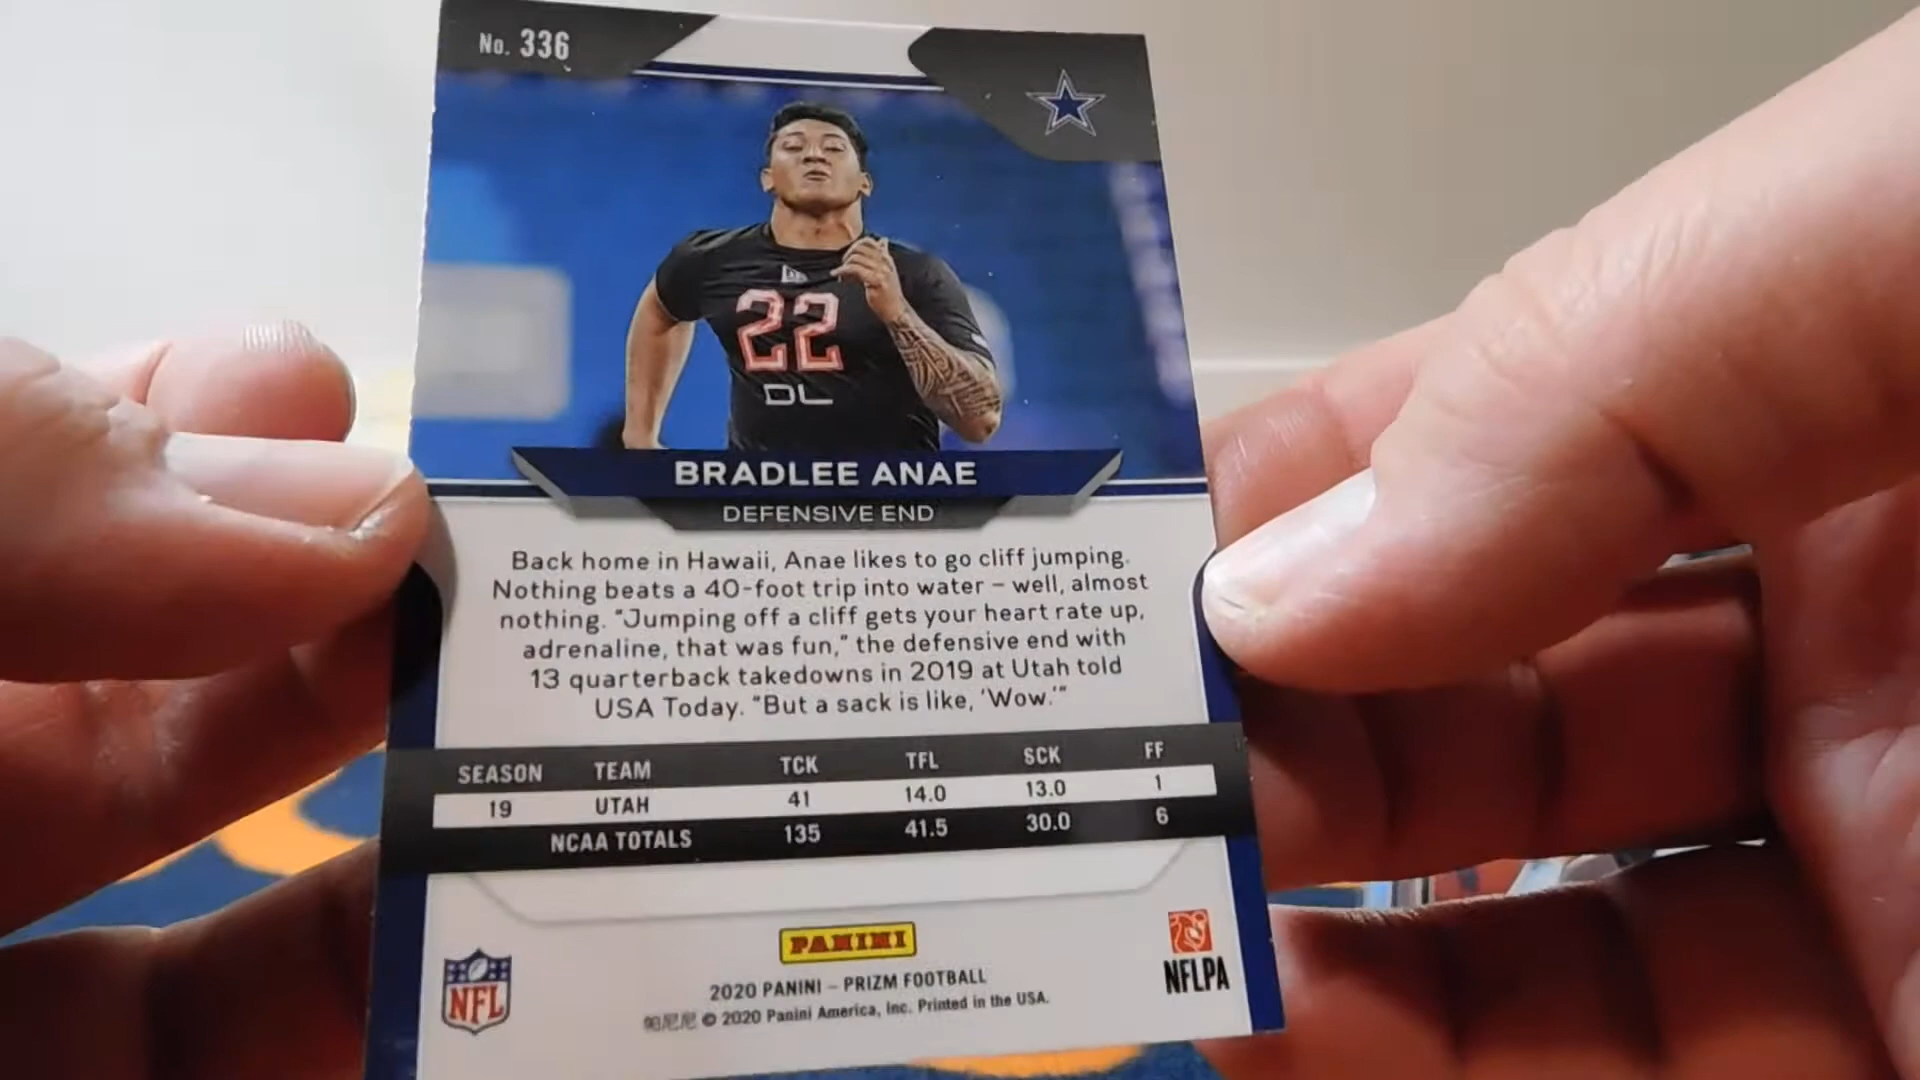 No. 336
22
DL
BRADLEE ANAE
DEFENSIVE END
Back home in Hawaii, Anae likes to go cliff jumping.
Nothing beats a 40-foot trip into water – well, almost
nothing. "Jumping off a cliff gets your heart rate up,
adrenaline, that was fun," the defensive end with
13 quarterback takedowns in 2019 at Utah told
USA Today. "But a sack is like, 'Wow.'"
SEASON TEAM TCK TFL SCK FF
19 UTAH 41 14.0 13.0 1
NCAA TOTALS 135 41.5 30.0 6
PANINI
NFL
NFLPA
2020 PANINI – PRIZM FOOTBALL
帕尼尼 © 2020 Panini America, Inc. Printed in the USA.